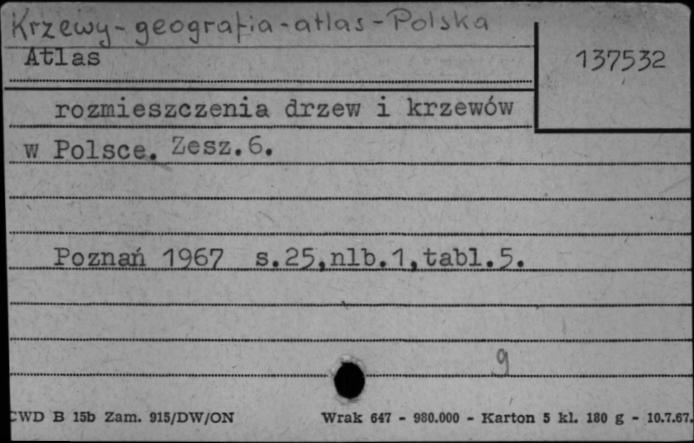 Krzewy - geografia - atlas - Polska
Atlas
137532
rozmieszczenia drzew i krzewów
w Polsce. Zesz.6.
Poznań 1967 s.25,nlb.1,tabl.5.
g
CWD B 15b Zam. 915/DW/ON Wrak 647 - 980.000 - Karton 5 kl. 180 g - 10.7.67.